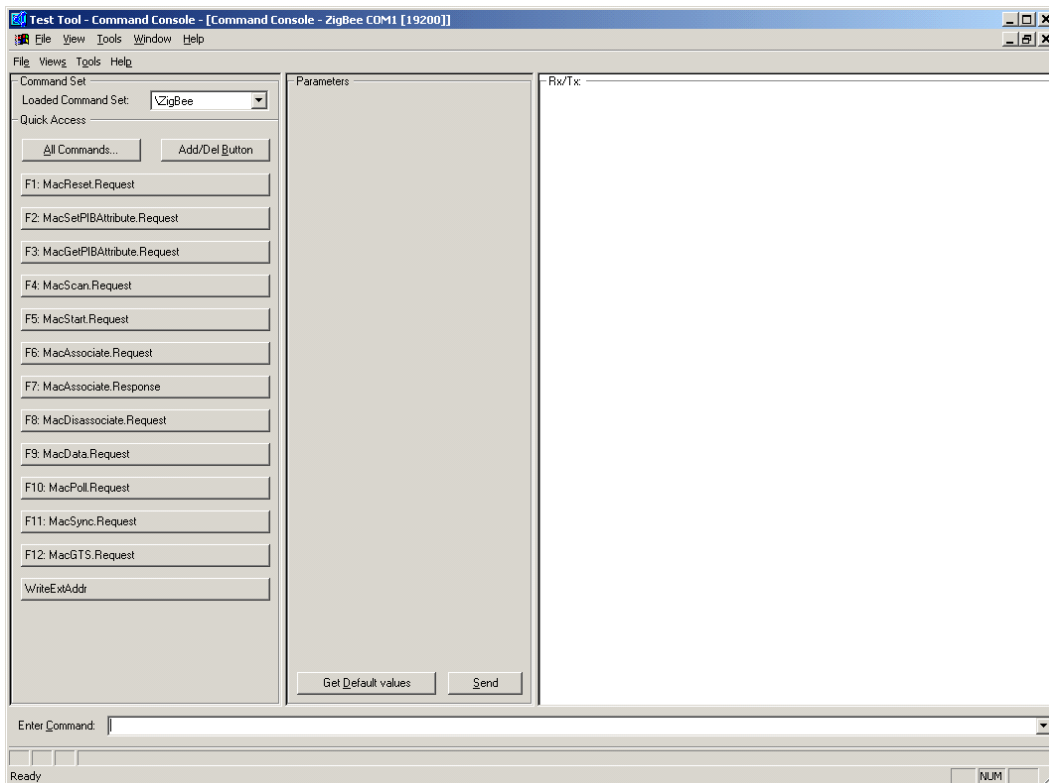 Test Tool - Command Console - [Command Console - ZigBee COM1 [19200]]
File View Tools Window Help
File Views Tools Help
Command Set
Loaded Command Set: \ZigBee
Quick Access
All Commands... Add/Del Button
F1: MacReset.Request
F2: MacSetPIBAttribute.Request
F3: MacGetPIBAttribute.Request
F4: MacScan.Request
F5: MacStart.Request
F6: MacAssociate.Request
F7: MacAssociate.Response
F8: MacDisassociate.Request
F9: MacData.Request
F10: MacPoll.Request
F11: MacSync.Request
F12: MacGTS.Request
WriteExtAddr
Parameters
Get Default values Send
Rx/Tx:
Enter Command:
Ready NUM